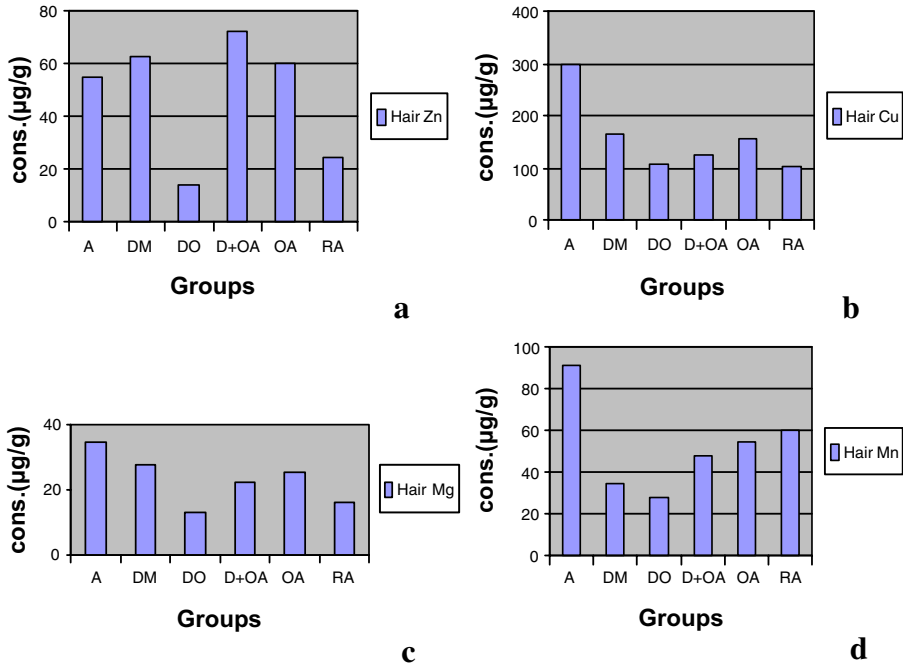 80
60
40
20
0
cons.(µg/g)
A DM DO D+OA OA RA
Groups
Hair Zn
a
400
300
200
100
0
cons.(µg/g)
A DM DO D+OA OA RA
Groups
Hair Cu
b
40
20
0
cons.(µg/g)
A DM DO D+OA OA RA
Groups
Hair Mg
c
100
80
60
40
20
0
cons.(µg/g)
A DM DO D+OA OA RA
Groups
Hair Mn
d